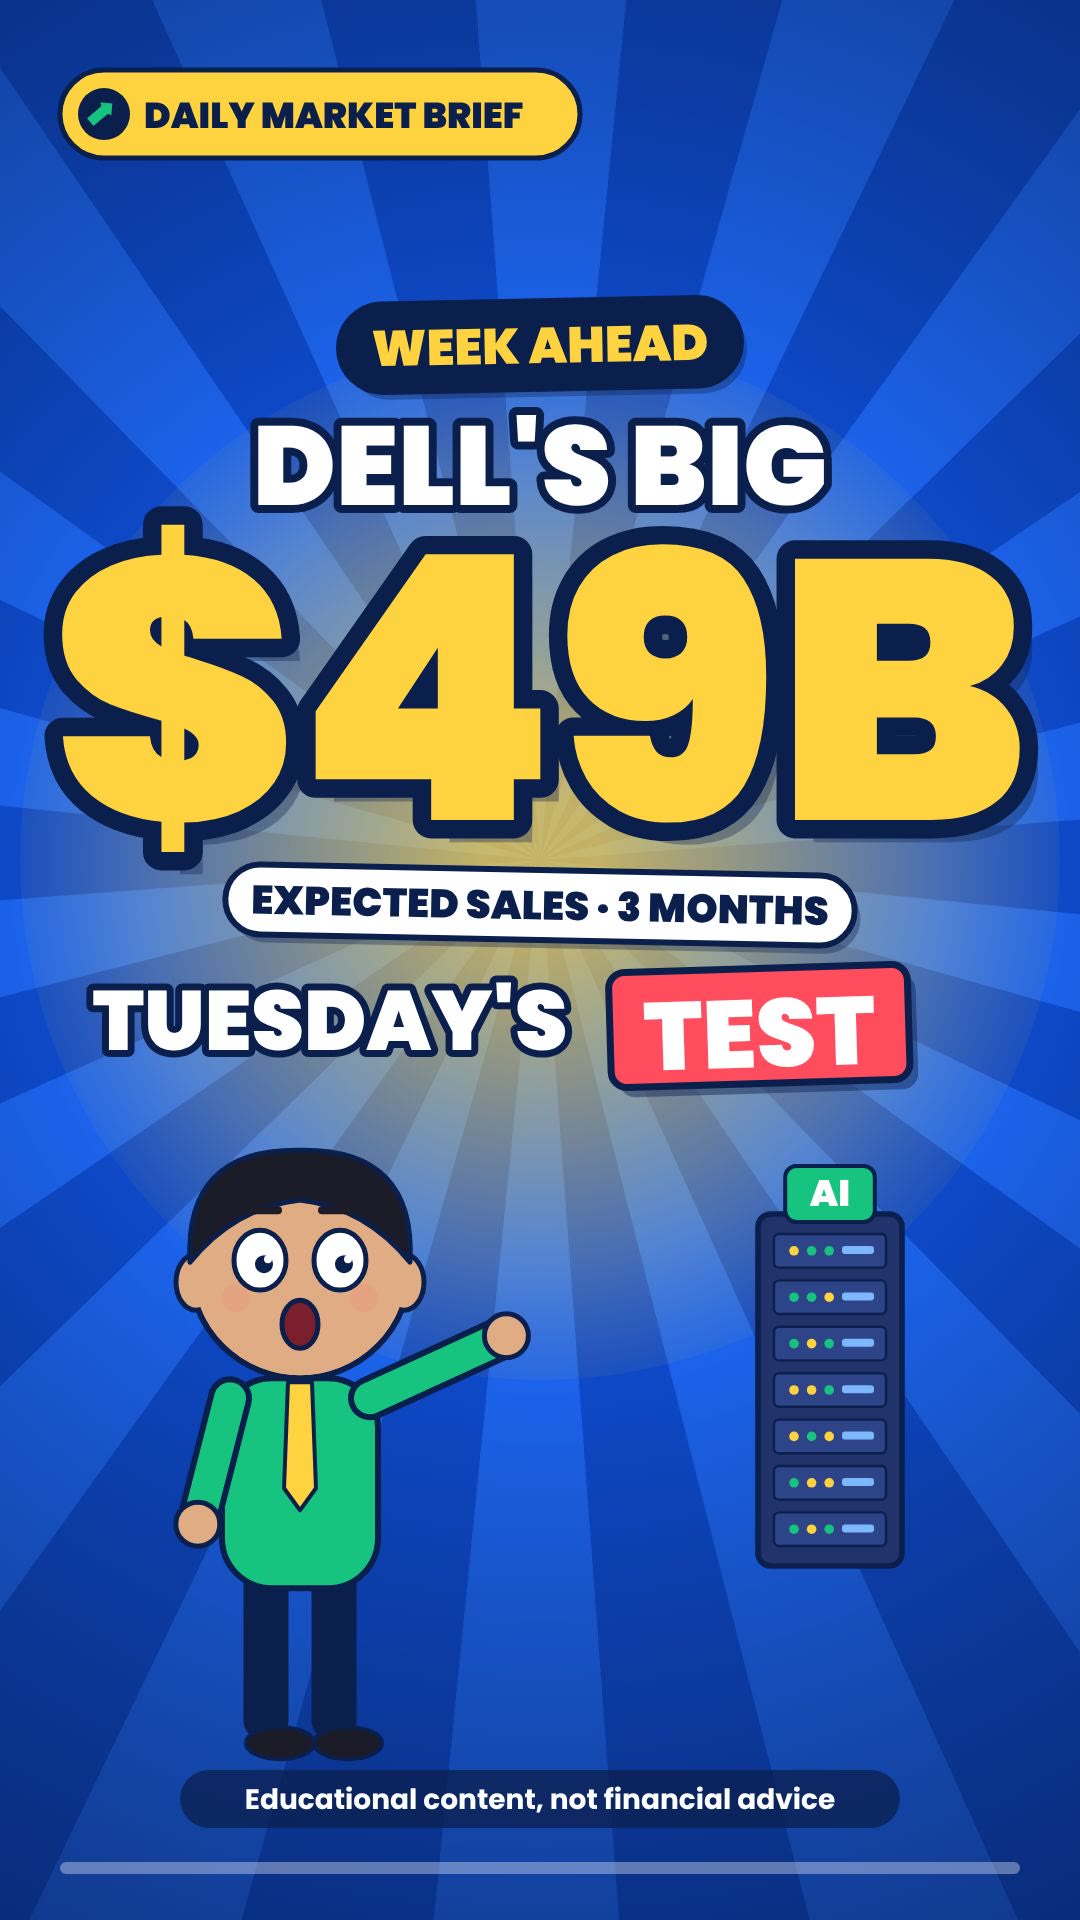 DAILY MARKET BRIEF
WEEK AHEAD
DELL'S BIG
$49B
EXPECTED SALES · 3 MONTHS
TUESDAY'S TEST
AI
Educational content, not financial advice